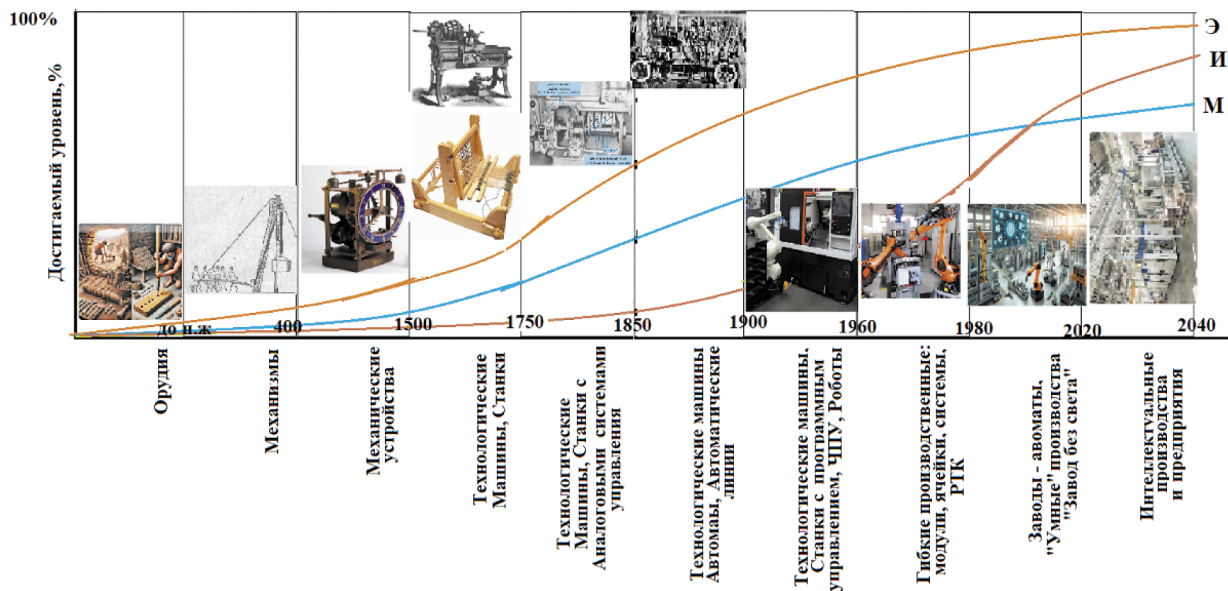 100%
Достигаемый уровень,%
Э
И
М
до н.ж
400
1500
1750
1850
1900
1960
1980
2020
2040
Орудия
Механизмы
Механические
устройства
Технологические
Машины, Станки
Технологические
Машины, Станки с
Аналоговыми системами
управления
Технологические машины
Автомаы, Автоматические
линии
Технологические машины,
Станки с программным
управлением, ЧПУ, Роботы
Гибкие производственные:
модули, ячейки, системы,
РТК
Заводы - авоматы,
"Умные" производства
"Завод без света"
Интеллектуальные
производства
и предприятия